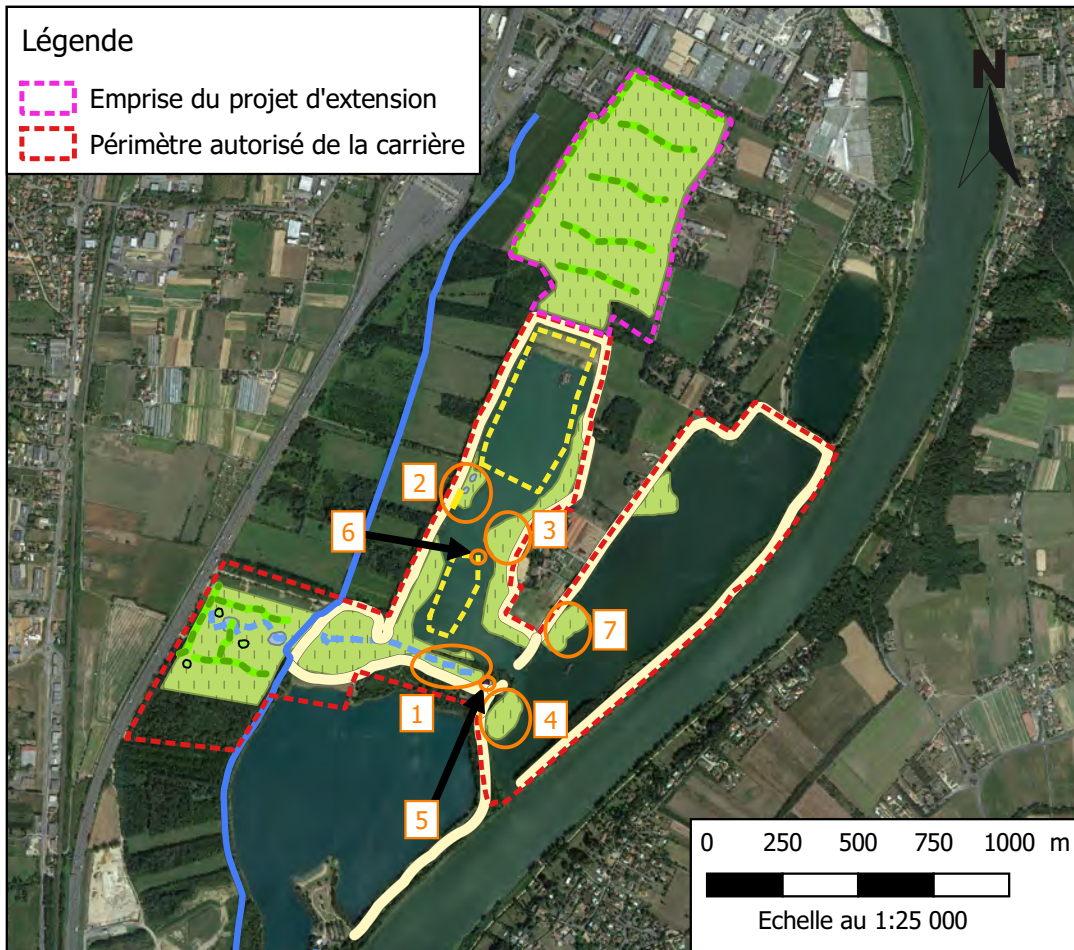 Légende
Emprise du projet d'extension
Périmètre autorisé de la carrière
N
2
6
3
7
1
4
5
0 250 500 750 1000 m
Echelle au 1:25 000